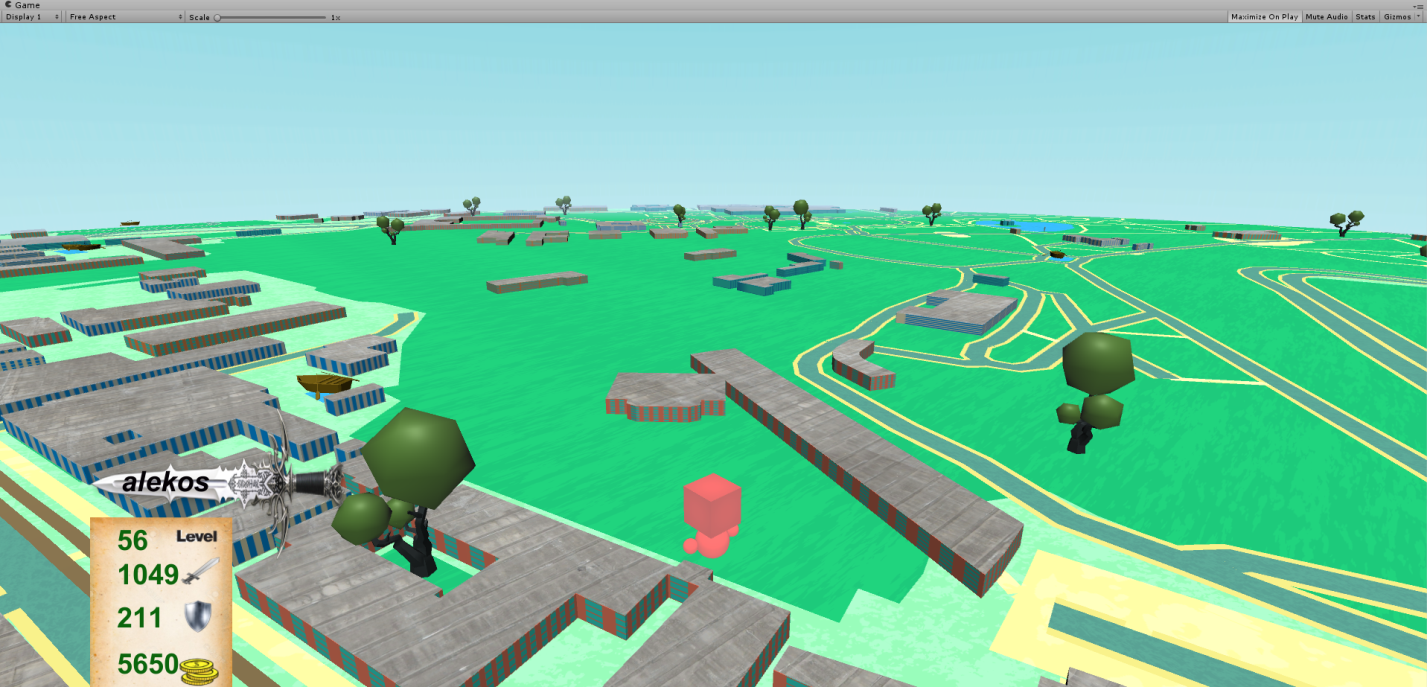 Game
Display 1 Free Aspect Scale 1x Maximize On Play Mute Audio Stats Gizmos
alekos
56 Level
1049
211
5650